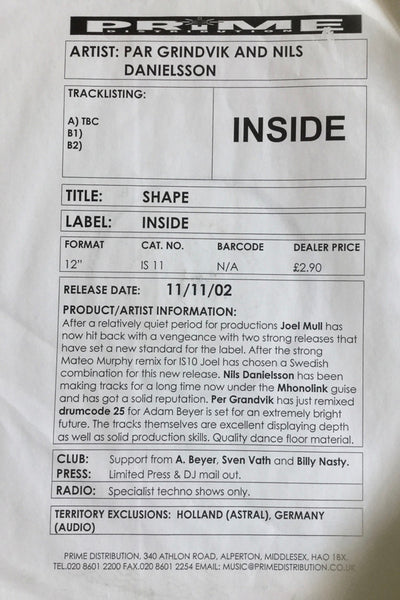 PRIME
DISTRIBUTION
ARTIST: PAR GRINDVIK AND NILS
DANIELSSON
TRACKLISTING:
A) TBC
B1)
B2)
INSIDE
TITLE: SHAPE
LABEL: INSIDE
FORMAT CAT. NO. BARCODE DEALER PRICE
12" IS 11 N/A £2.90
RELEASE DATE: 11/11/02
PRODUCT/ARTIST INFORMATION:
After a relatively quiet period for productions Joel Mull has
now hit back with a vengeance with two strong releases that
have set a new standard for the label. After the strong
Mateo Murphy remix for IS10 Joel has chosen a Swedish
combination for this new release. Nils Danielsson has been
making tracks for a long time now under the Mhonolink guise
and has got a solid reputation. Per Grandvik has just remixed
drumcode 25 for Adam Beyer is set for an extremely bright
future. The tracks themselves are excellent displaying depth
as well as solid production skills. Quality dance floor material.
CLUB: Support from A. Beyer, Sven Vath and Billy Nasty.
PRESS: Limited Press & DJ mail out.
RADIO: Specialist techno shows only.
TERRITORY EXCLUSIONS: HOLLAND (ASTRAL), GERMANY
(AUDIO)
PRIME DISTRIBUTION, 340 ATHLON ROAD, ALPERTON, MIDDLESEX, HAO 1BX.
TEL.020 8601 2200 FAX.020 8601 2254 EMAIL: MUSIC@PRIMEDISTRIBUTION.CO.UK